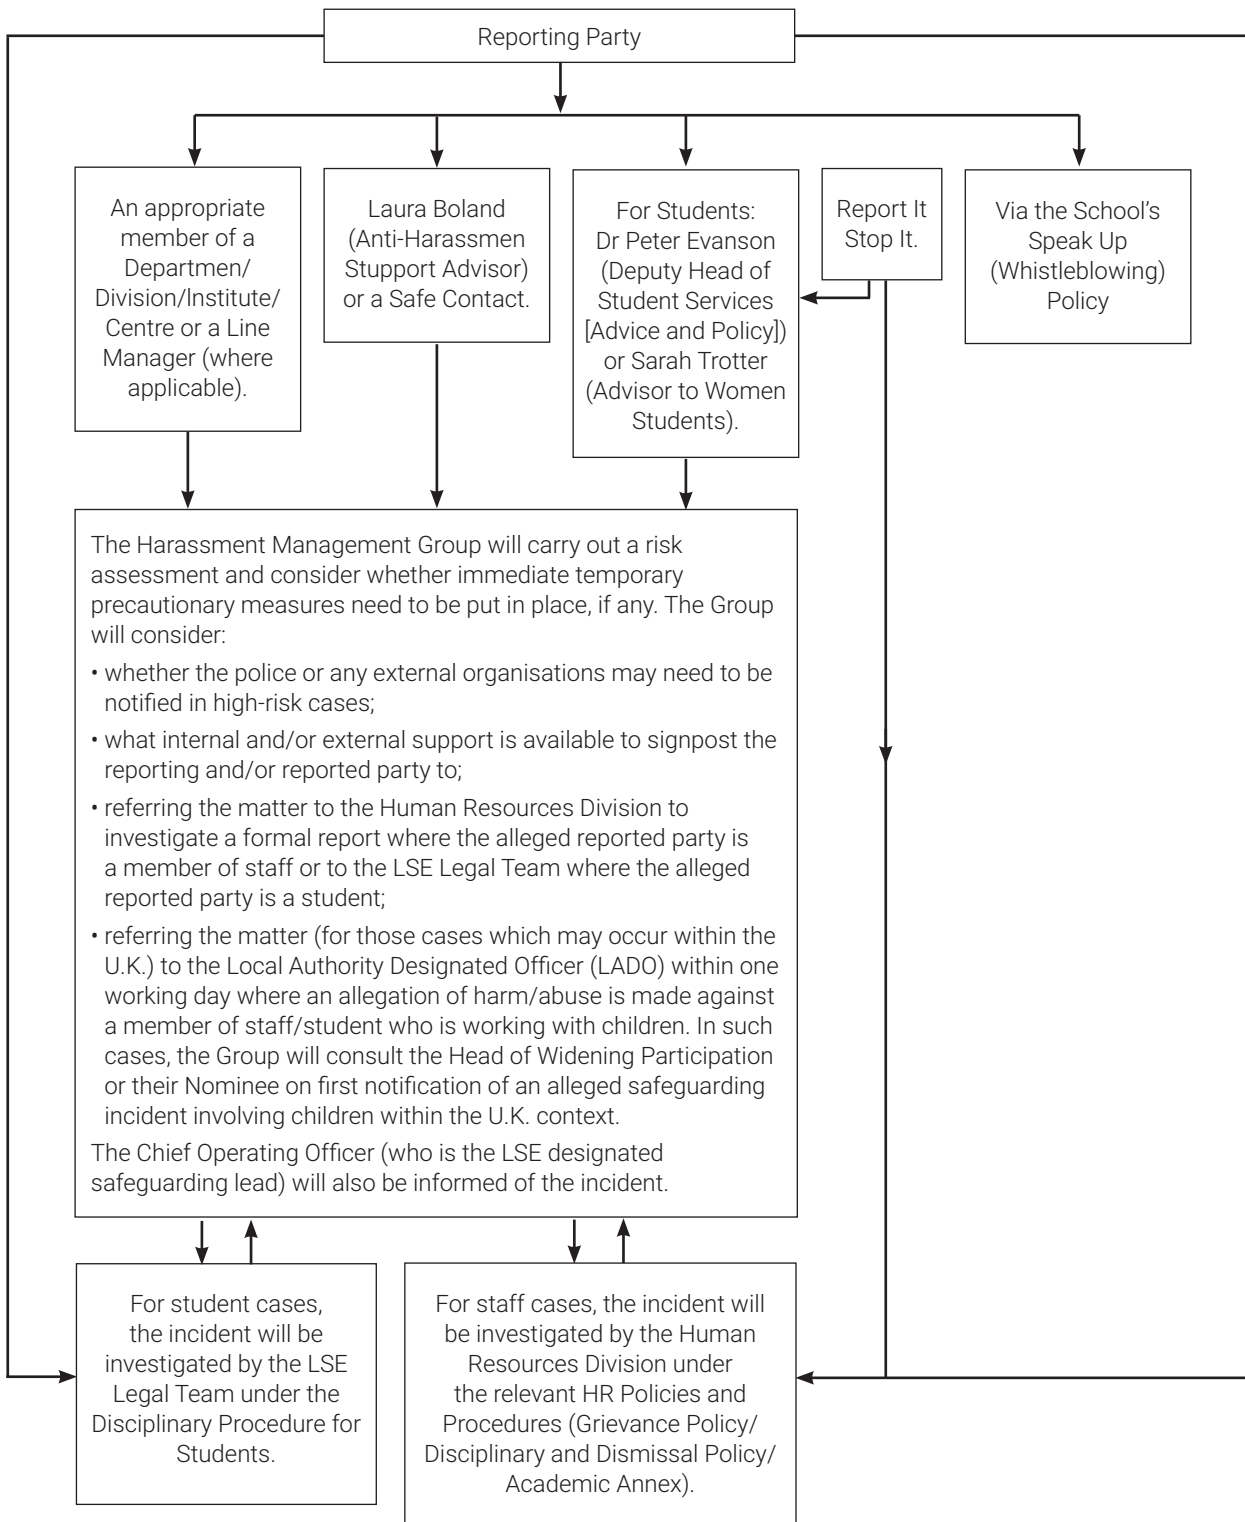 Reporting Party
An appropriate
member of a
Departmen/
Division/Institute/
Centre or a Line
Manager (where
applicable).
Laura Boland
(Anti-Harassmen
Stupport Advisor)
or a Safe Contact.
For Students:
Dr Peter Evanson
(Deputy Head of
Student Services
[Advice and Policy])
or Sarah Trotter
(Advisor to Women
Students).
Report It
Stop It.
Via the School’s
Speak Up
(Whistleblowing)
Policy
The Harassment Management Group will carry out a risk
assessment and consider whether immediate temporary
precautionary measures need to be put in place, if any. The Group
will consider:
• whether the police or any external organisations may need to be
notified in high-risk cases;
• what internal and/or external support is available to signpost the
reporting and/or reported party to;
• referring the matter to the Human Resources Division to
investigate a formal report where the alleged reported party is
a member of staff or to the LSE Legal Team where the alleged
reported party is a student;
• referring the matter (for those cases which may occur within the
U.K.) to the Local Authority Designated Officer (LADO) within one
working day where an allegation of harm/abuse is made against
a member of staff/student who is working with children. In such
cases, the Group will consult the Head of Widening Participation
or their Nominee on first notification of an alleged safeguarding
incident involving children within the U.K. context.
The Chief Operating Officer (who is the LSE designated
safeguarding lead) will also be informed of the incident.
For student cases,
the incident will be
investigated by the LSE
Legal Team under the
Disciplinary Procedure for
Students.
For staff cases, the incident will
be investigated by the Human
Resources Division under
the relevant HR Policies and
Procedures (Grievance Policy/
Disciplinary and Dismissal Policy/
Academic Annex).